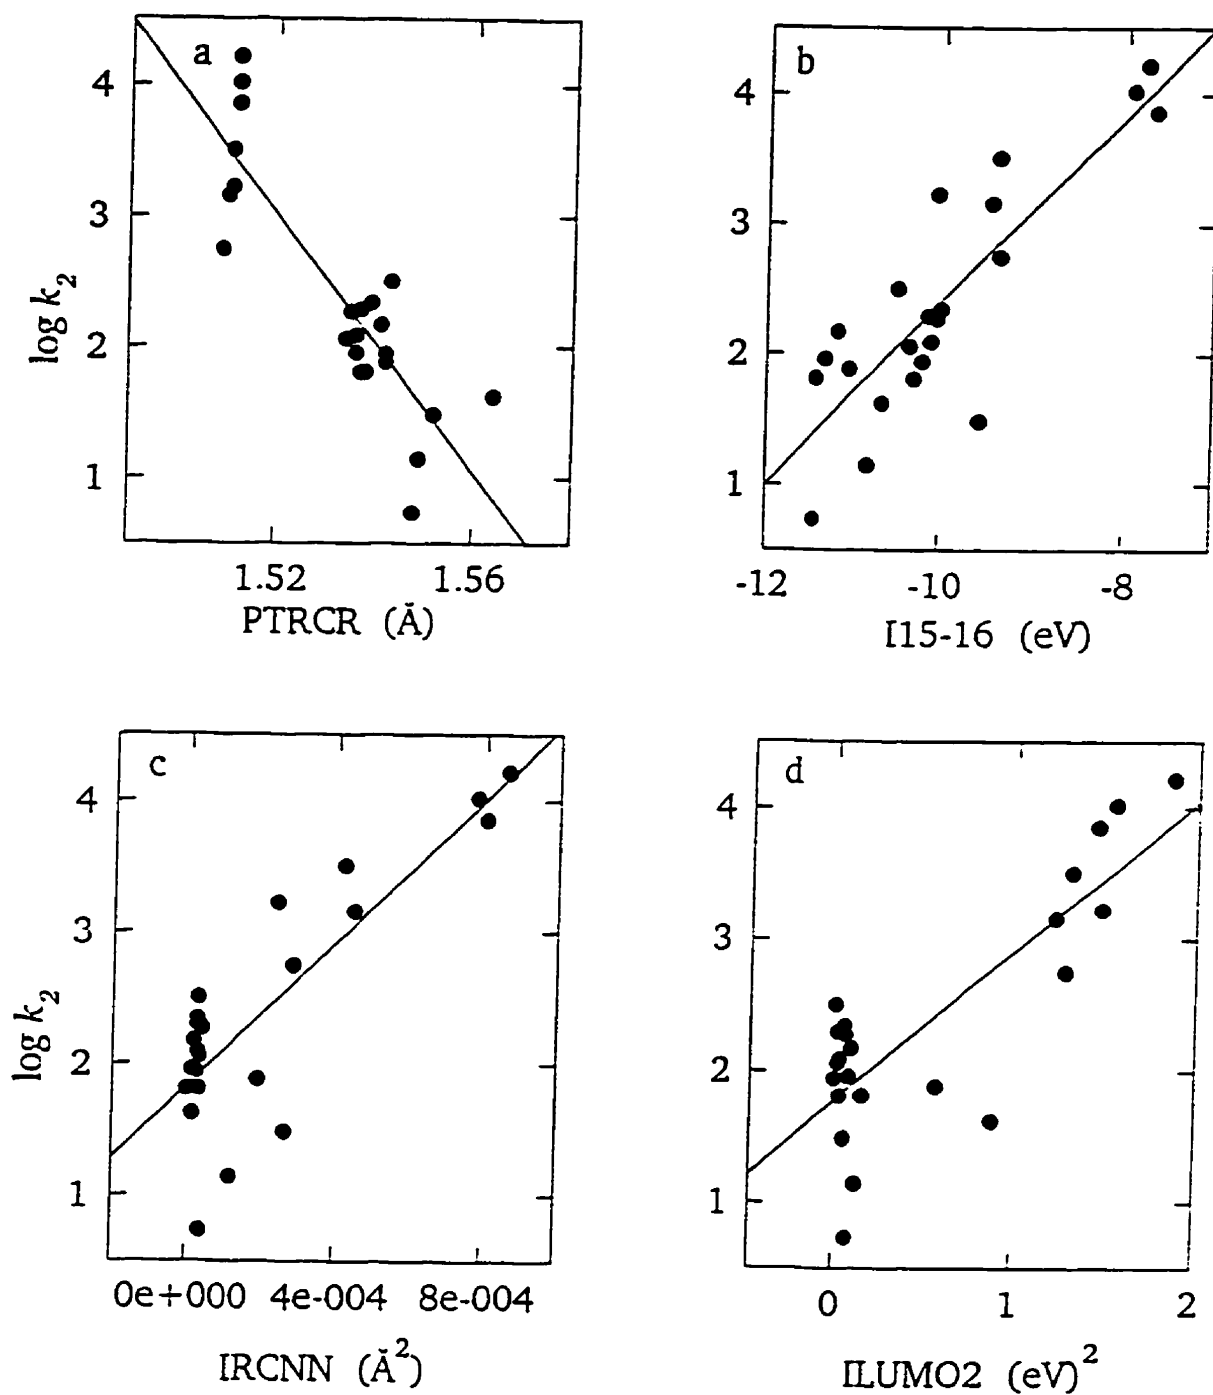 a
4
3
2
1
log k₂
1.52 1.56
PTRCR (Å)
b
4
3
2
1
-12 -10 -8
I15-16 (eV)
c
4
3
2
1
log k₂
0e+000 4e-004 8e-004
IRCNN (Å²)
d
4
3
2
1
0 1 2
ILUMO2 (eV)²